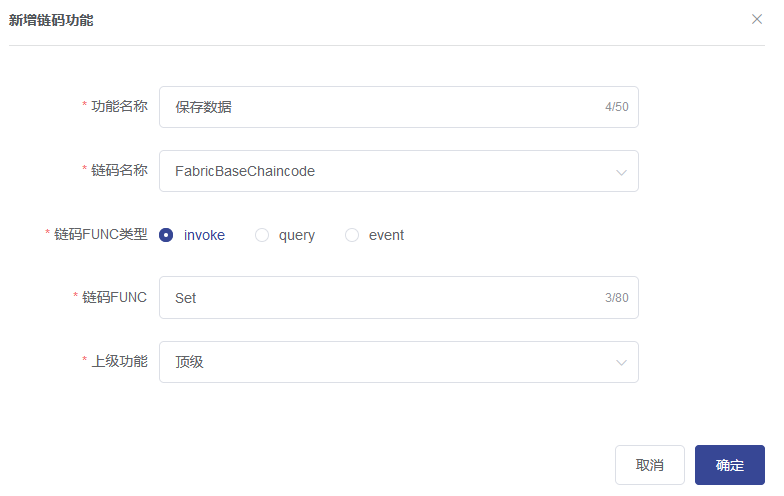 新增链码功能
* 功能名称 保存数据 4/50
* 链码名称 FabricBaseChaincode
* 链码FUNC类型 invoke query event
* 链码FUNC Set 3/80
* 上级功能 顶级
取消 确定